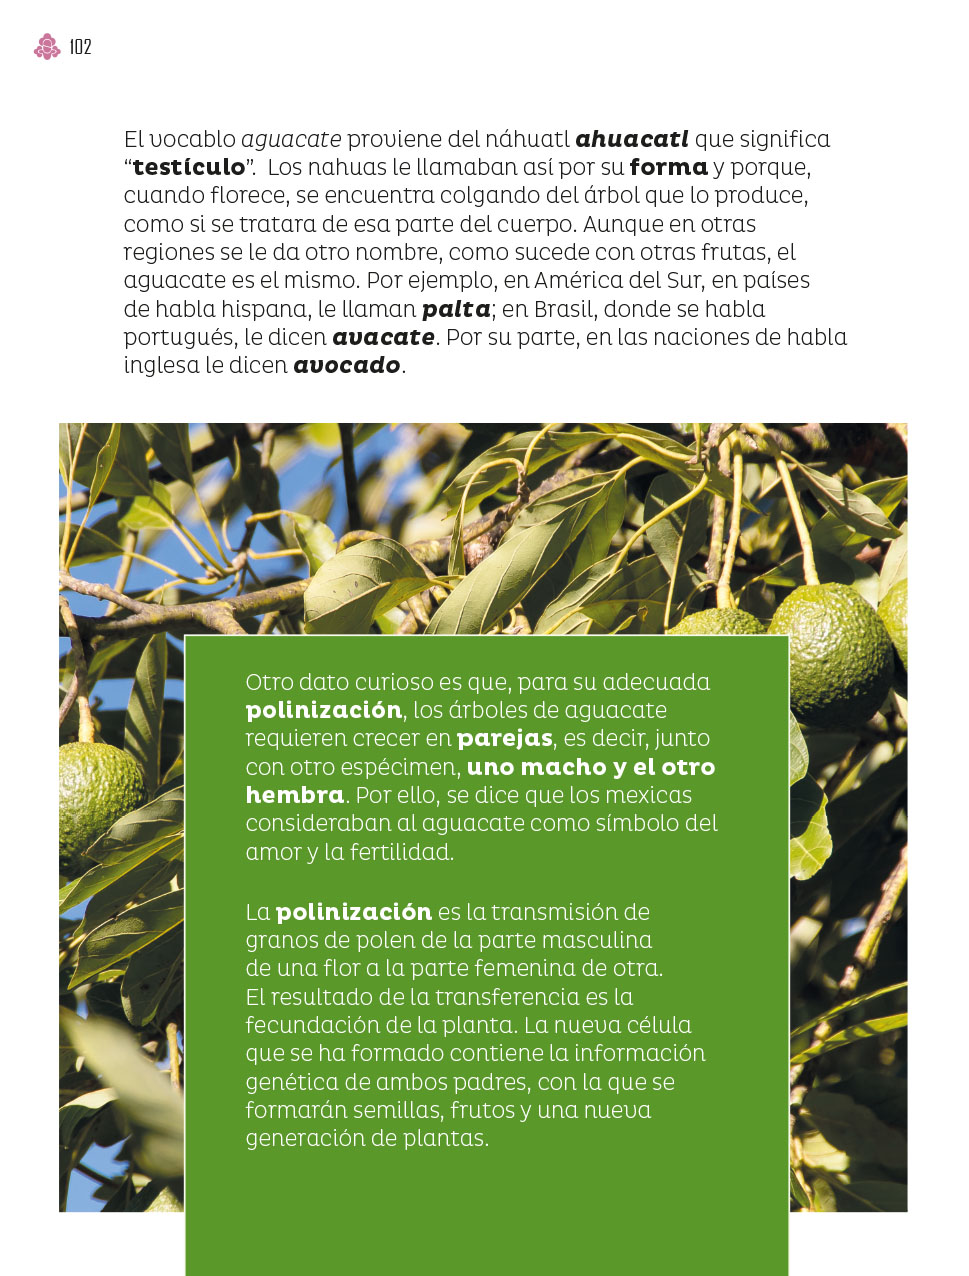 102
El vocablo aguacate proviene del náhuatl ahuacatl que significa
“testículo”. Los nahuas le llamaban así por su forma y porque,
cuando florece, se encuentra colgando del árbol que lo produce,
como si se tratara de esa parte del cuerpo. Aunque en otras
regiones se le da otro nombre, como sucede con otras frutas, el
aguacate es el mismo. Por ejemplo, en América del Sur, en países
de habla hispana, le llaman palta; en Brasil, donde se habla
portugués, le dicen avacate. Por su parte, en las naciones de habla
inglesa le dicen avocado.
Otro dato curioso es que, para su adecuada
polinización, los árboles de aguacate
requieren crecer en parejas, es decir, junto
con otro espécimen, uno macho y el otro
hembra. Por ello, se dice que los mexicas
consideraban al aguacate como símbolo del
amor y la fertilidad.
La polinización es la transmisión de
granos de polen de la parte masculina
de una flor a la parte femenina de otra.
El resultado de la transferencia es la
fecundación de la planta. La nueva célula
que se ha formado contiene la información
genética de ambos padres, con la que se
formarán semillas, frutos y una nueva
generación de plantas.